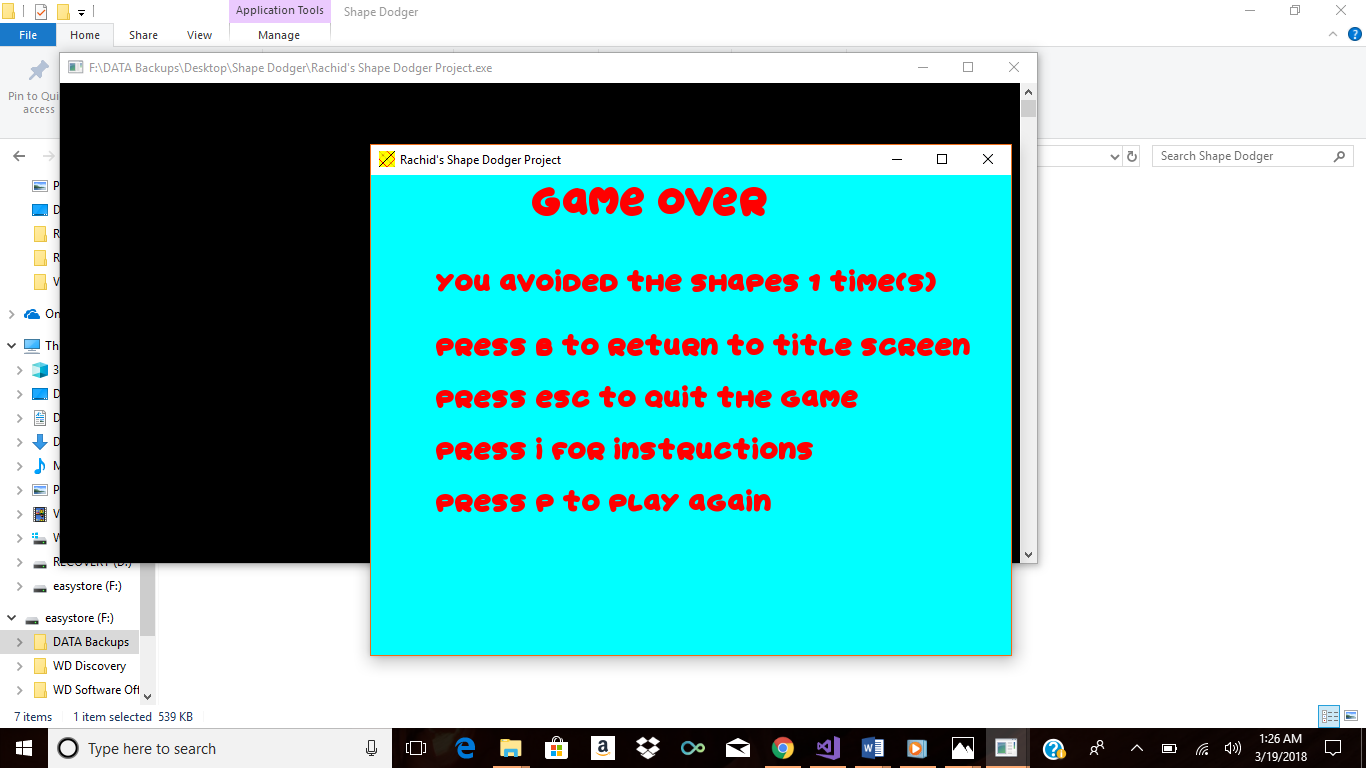 Application Tools
Shape Dodger
File
Home
Share
View
Manage
F:\DATA Backups\Desktop\Shape Dodger\Rachid's Shape Dodger Project.exe
Pin to Qui
access
Rachid's Shape Dodger Project
Search Shape Dodger
GAME OVER
YOU AVOIDED THE SHAPES 1 TIME(S)
PRESS B TO RETURN TO TITLE SCREEN
PRESS ESC TO QUIT THE GAME
PRESS I FOR INSTRUCTIONS
PRESS P TO PLAY AGAIN
P
D
R
R
V
On
Th
3
D
D
D
M
P
V
W
RECOVERY (D:)
easystore (F:)
easystore (F:)
DATA Backups
WD Discovery
WD Software Off
7 items
1 item selected 539 KB
Type here to search
1:26 AM
3/19/2018